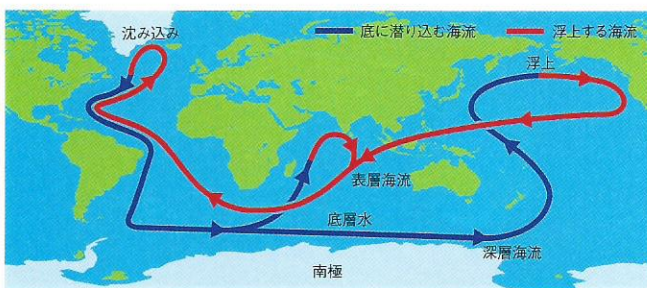 沈み込み
底に潜り込む海流
浮上する海流
浮上
表層海流
底層水
深層海流
南極